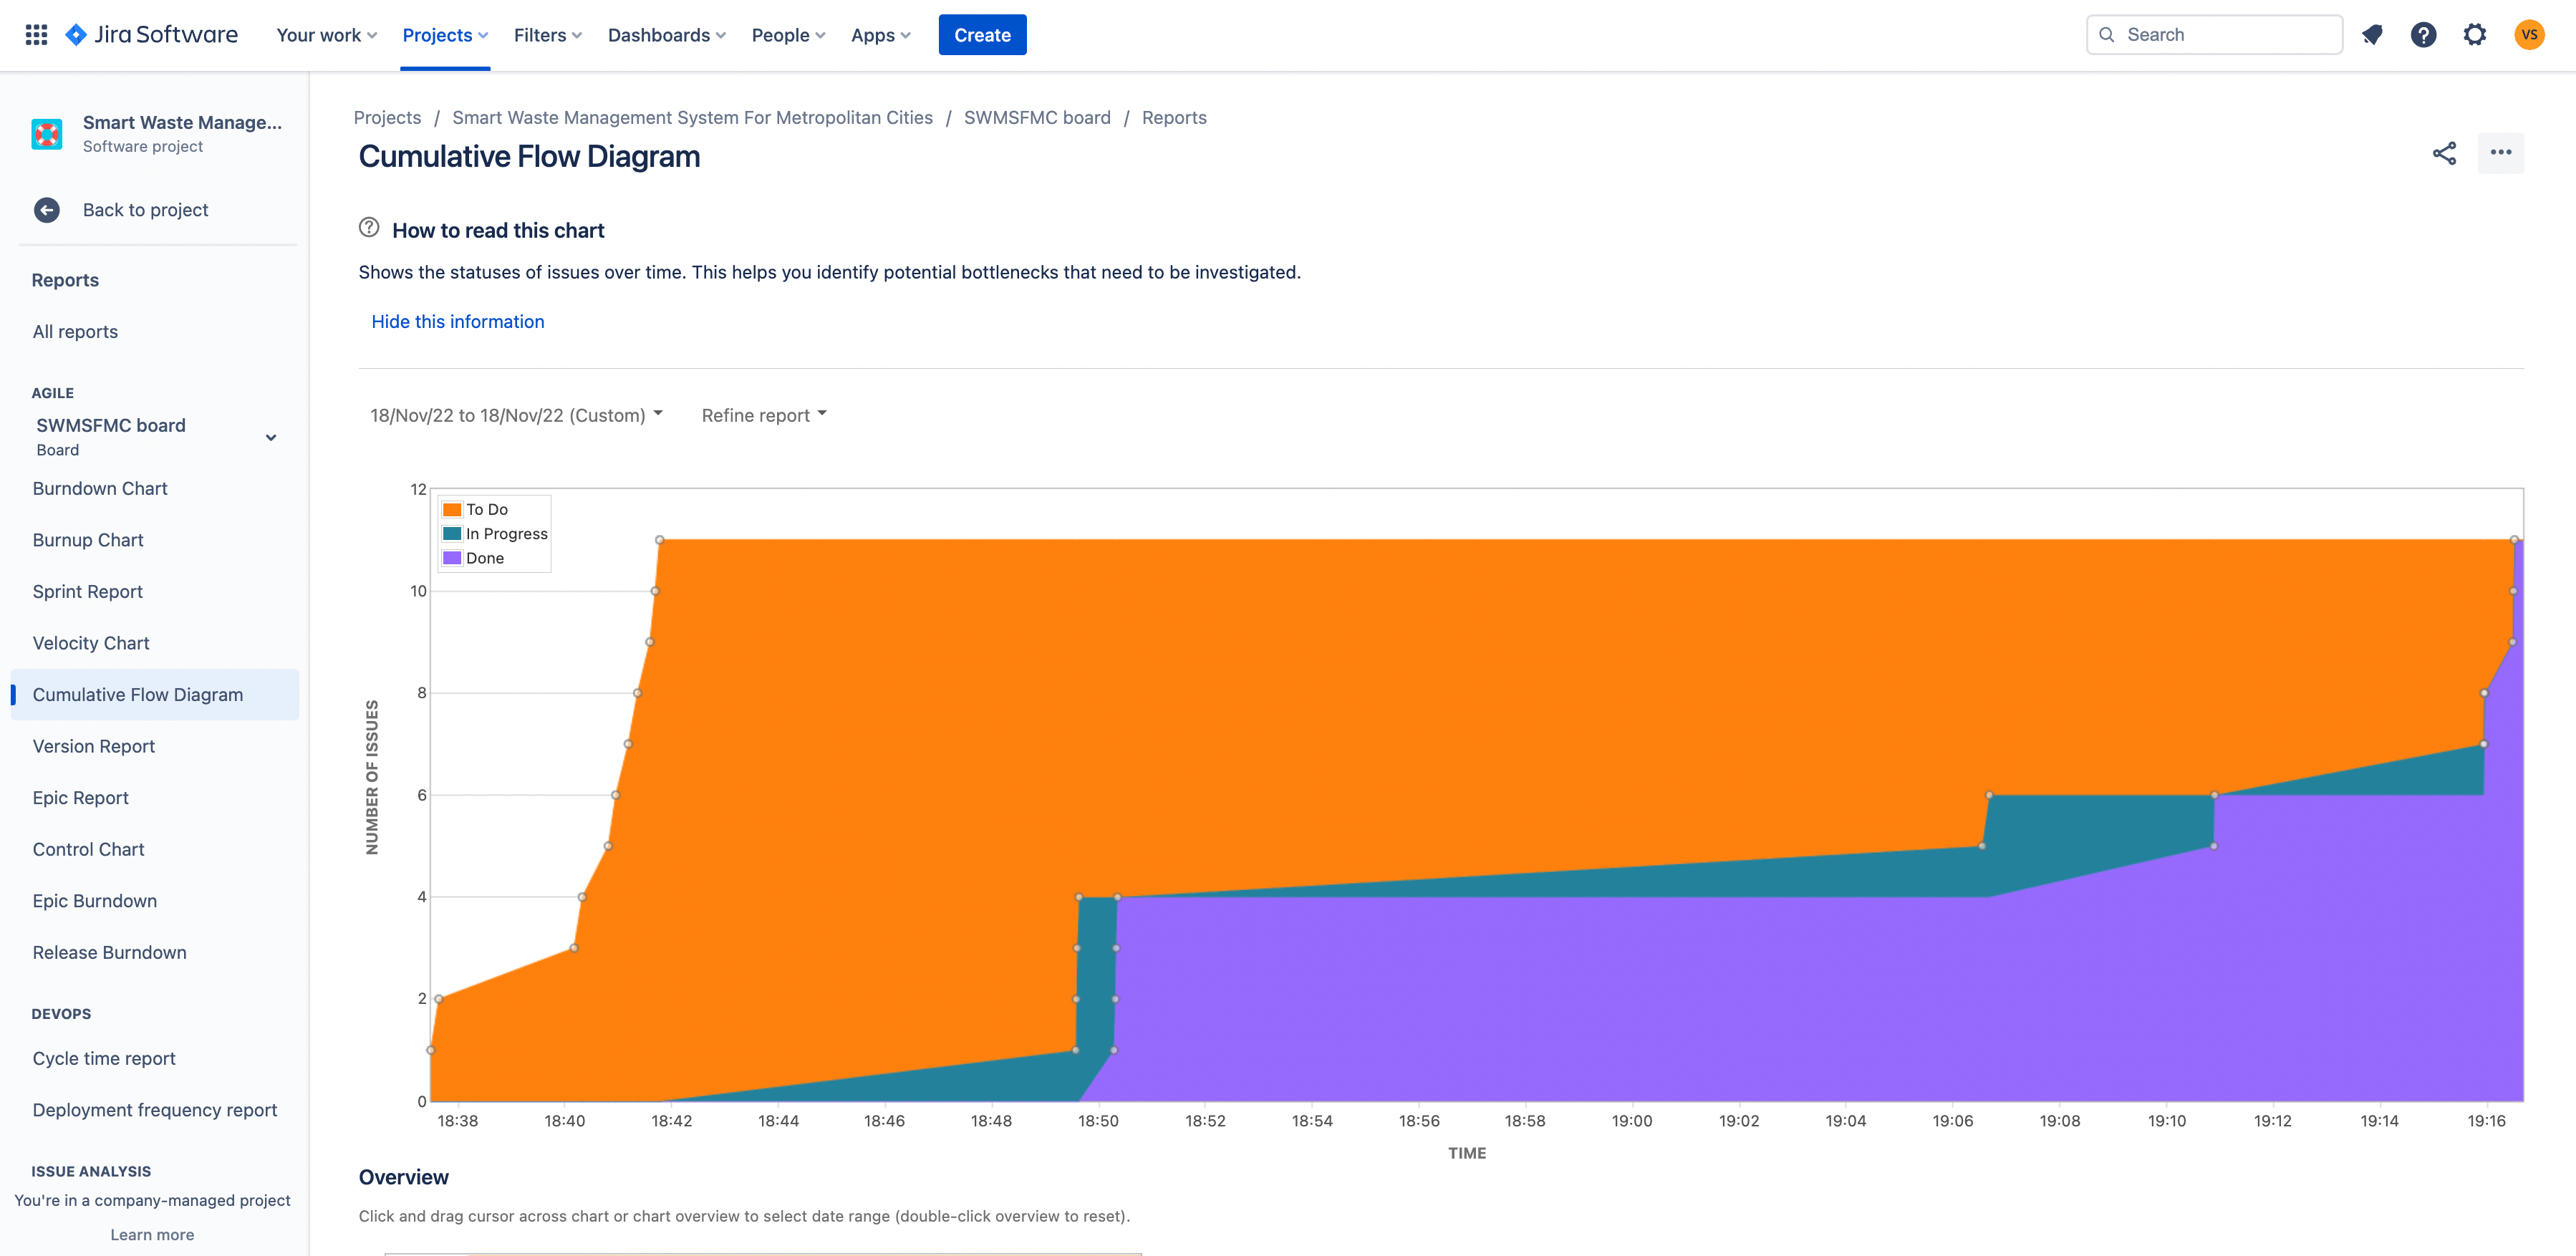 Jira Software Your work Projects Filters Dashboards People Apps Create Search VS
Smart Waste Manage...
Software project
Back to project
Reports
All reports
AGILE
SWMSFMC board
Board
Burndown Chart
Burnup Chart
Sprint Report
Velocity Chart
Cumulative Flow Diagram
Version Report
Epic Report
Control Chart
Epic Burndown
Release Burndown
DEVOPS
Cycle time report
Deployment frequency report
ISSUE ANALYSIS
You're in a company-managed project
Learn more
Projects / Smart Waste Management System For Metropolitan Cities / SWMSFMC board / Reports
Cumulative Flow Diagram
How to read this chart
Shows the statuses of issues over time. This helps you identify potential bottlenecks that need to be investigated.
Hide this information
18/Nov/22 to 18/Nov/22 (Custom) Refine report
To Do
In Progress
Done
NUMBER OF ISSUES
12
10
8
6
4
2
0
18:38 18:40 18:42 18:44 18:46 18:48 18:50 18:52 18:54 18:56 18:58 19:00 19:02 19:04 19:06 19:08 19:10 19:12 19:14 19:16
TIME
Overview
Click and drag cursor across chart or chart overview to select date range (double-click overview to reset).